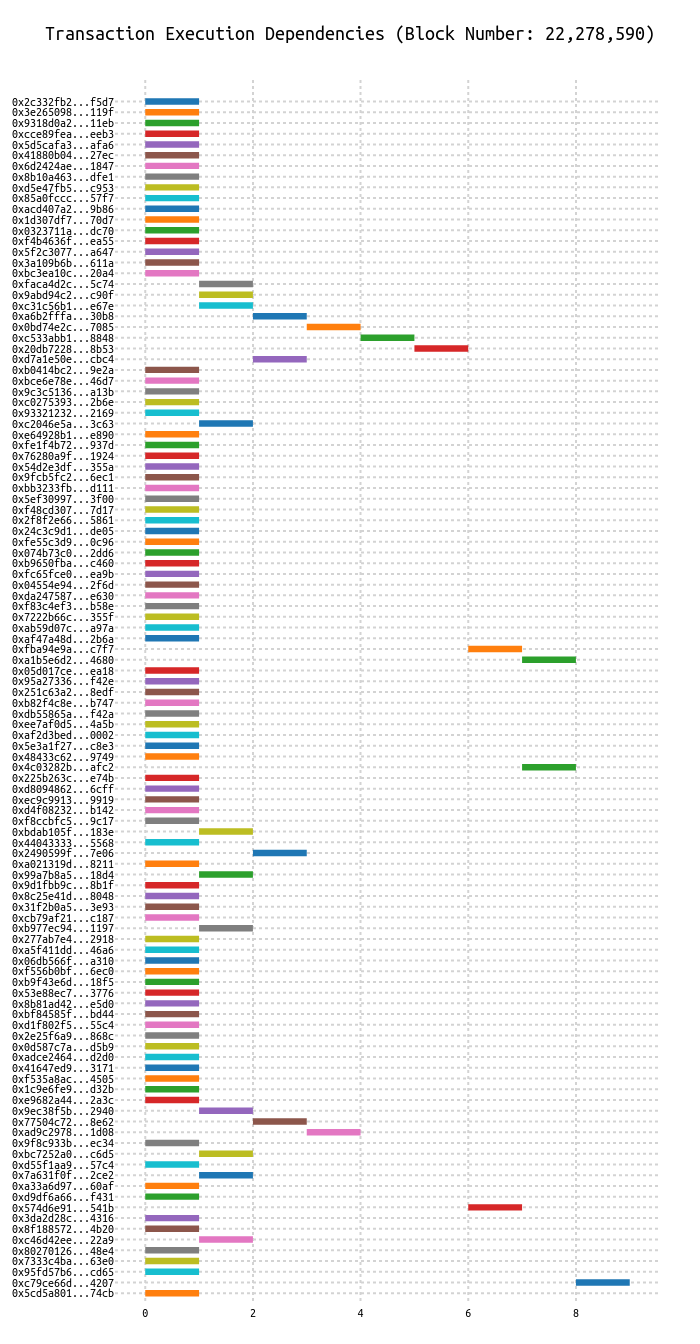 Transaction Execution Dependencies (Block Number: 22,278,590)
0x2c332fb2...f5d7
0x3e265098...119f
0x9318d0a2...11eb
0xcce89fea...eeb3
0x5d5cafa3...afa6
0x41880b04...27ec
0x6d2424ae...1847
0x8b10a463...dfe1
0xd5e47fb5...c953
0x85a0fccc...57f7
0xacd407a2...9b86
0x1d307df7...70d7
0x0323711a...dc70
0xf4b4636f...ea55
0x5f2c3077...a647
0x3a109b6b...611a
0xbc3ea10c...20a4
0xfaca4d2c...5c74
0x9abd94c2...c90f
0xc31c56b1...e67e
0xa6b2fffa...30b8
0x0bd74e2c...7085
0xc533abb1...8848
0x20db7228...8b53
0xd7a1e50e...cbc4
0xb0414bc2...9e2a
0xbce6e78e...46d7
0x9c3c5136...a13b
0xc0275393...2b6e
0x93321232...2169
0xc2046e5a...3c63
0xe64928b1...e890
0xfe1f4b72...937d
0x76280a9f...1924
0x54d2e3df...355a
0x9fcb5fc2...6ec1
0xbb3233fb...d111
0x5ef30997...3f00
0xf48cd307...7d17
0x2f8f2e66...5861
0x24c3c9d1...de05
0xfe55c3d9...0c96
0x074b73c0...2dd6
0xb9650fba...c460
0xfc65fce0...ea9b
0x04554e94...2f6d
0xda247587...e630
0xf83c4ef3...b58e
0x7222b66c...355f
0xab59d07c...a97a
0xaf47a48d...2b6a
0xfba94e9a...c7f7
0xa1b5e6d2...4680
0x05d017ce...ea18
0x95a27336...f42e
0x251c63a2...8edf
0xb82f4c8e...b747
0xdb55865a...f42a
0xee7af0d5...4a5b
0xaf2d3bed...0002
0x5e3a1f27...c8e3
0x48433c62...9749
0x4c03282b...afc2
0x225b263c...e74b
0xd8094862...6cff
0xec9c9913...9919
0xd4f08232...b142
0xf8ccbfc5...9c17
0xbdab105f...183e
0x44043333...5568
0x2490599f...7e06
0xa021319d...8211
0x99a7b8a5...18d4
0x9d1fbb9c...8b1f
0x8c25e41d...8048
0x31f2b0a5...3e93
0xcb79af21...c187
0xb977ec94...1197
0x277ab7e4...2918
0xa5f411dd...46a6
0x06db566f...a310
0xf556b0bf...6ec0
0xb9f43e6d...18f5
0x53e88ec7...3776
0x8b81ad42...e5d0
0xbf84585f...bd44
0xd1f802f5...55c4
0x2e25f6a9...868c
0x0d587c7a...d5b9
0xadce2464...d2d0
0x41647ed9...3171
0xf535a8ac...4505
0x1c9e6fe9...d32b
0xe9682a44...2a3c
0x9ec38f5b...2940
0x77504c72...8e62
0xad9c2978...1d08
0x9f8c933b...ec34
0xbc7252a0...c6d5
0xd55f1aa9...57c4
0x7a631f0f...2ce2
0xa33a6d97...60af
0xd9df6a66...f431
0x574d6e91...541b
0x3da2d28c...4316
0x8f188572...4b20
0xc46d42ee...22a9
0x80270126...48e4
0x7333c4ba...63e0
0x95fd57b6...cd65
0xc79ce66d...4207
0x5cd5a801...74cb
0 2 4 6 8